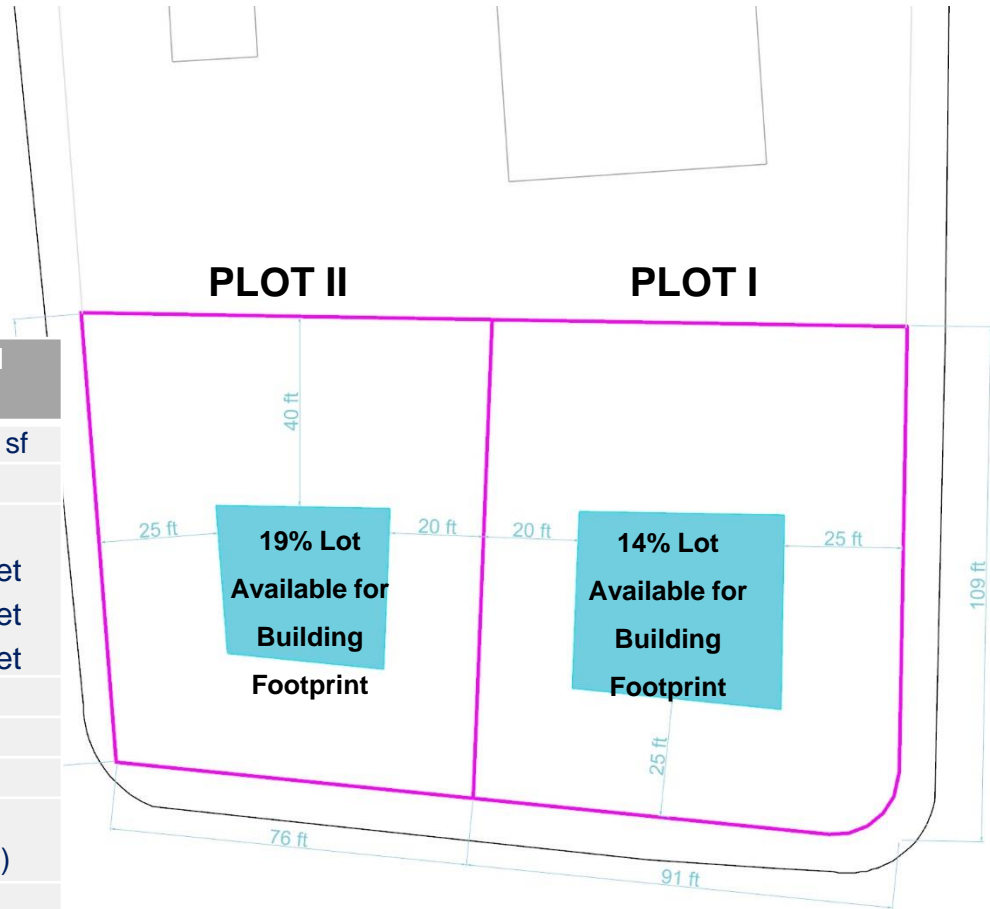 PLOT II
PLOT I
sf
40 ft
25 ft
19% Lot
Available for
Building
Footprint
20 ft
20 ft
14% Lot
Available for
Building
Footprint
25 ft
109 ft
et
et
et
25 ft
)
76 ft
91 ft